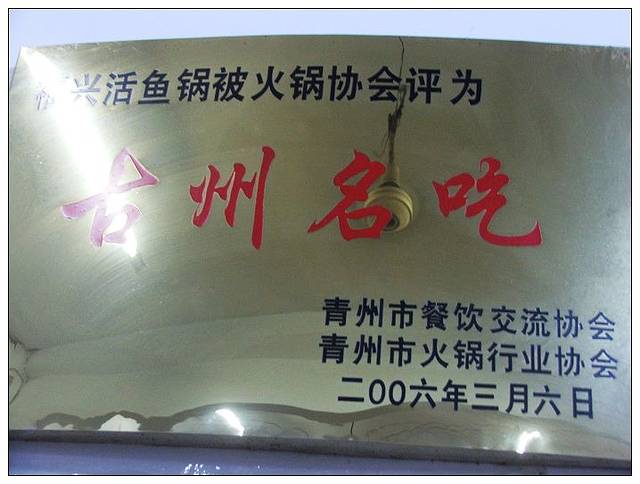 兴活鱼锅被火锅协会评为
古州名吃
青州市餐饮交流协会
青州市火锅行业协会
二00六年三月六日